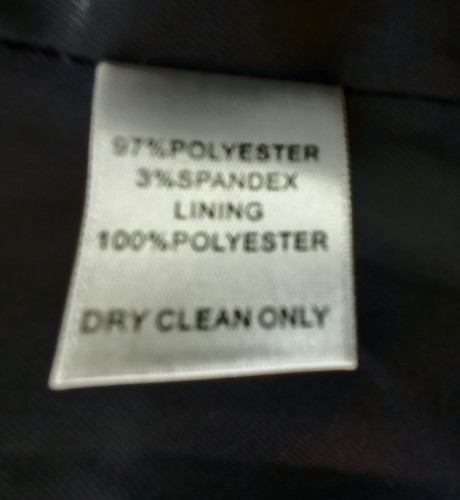 97%POLYESTER
3%SPANDEX
LINING
100%POLYESTER
DRY CLEAN ONLY